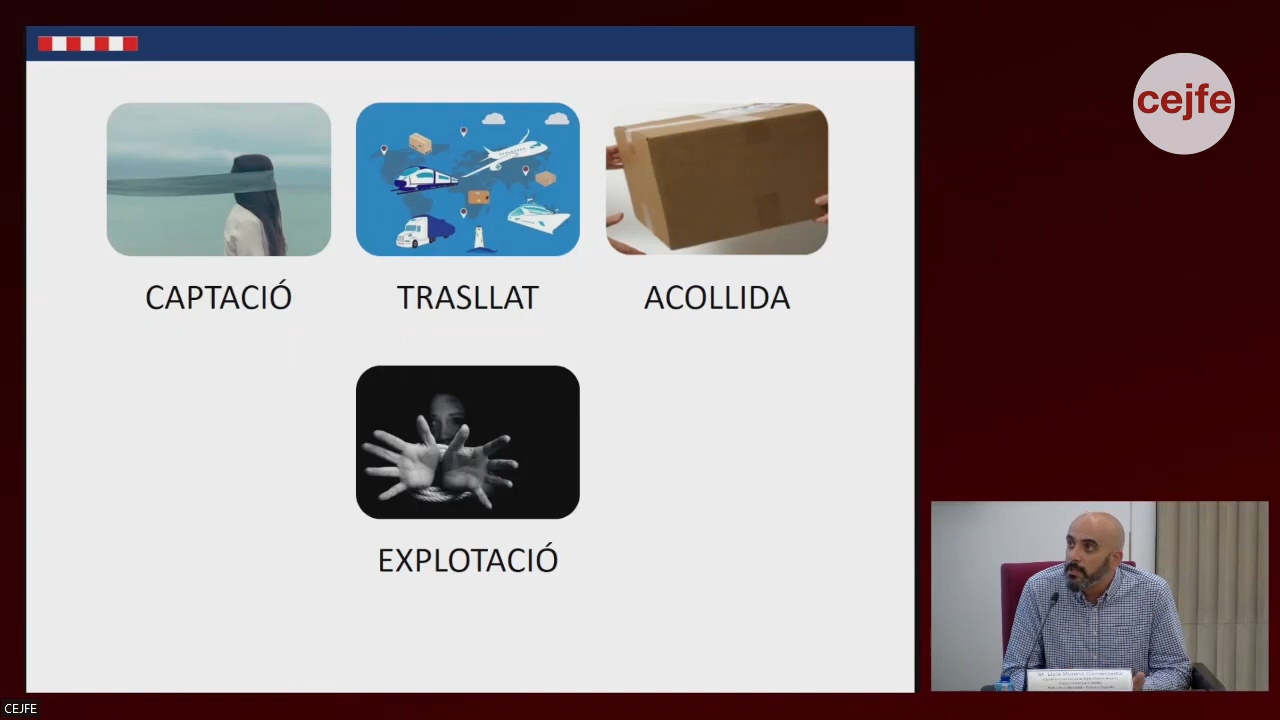 cejfe
CAPTACIÓ
TRASLLAT
ACOLLIDA
EXPLOTACIÓ
CEJFE